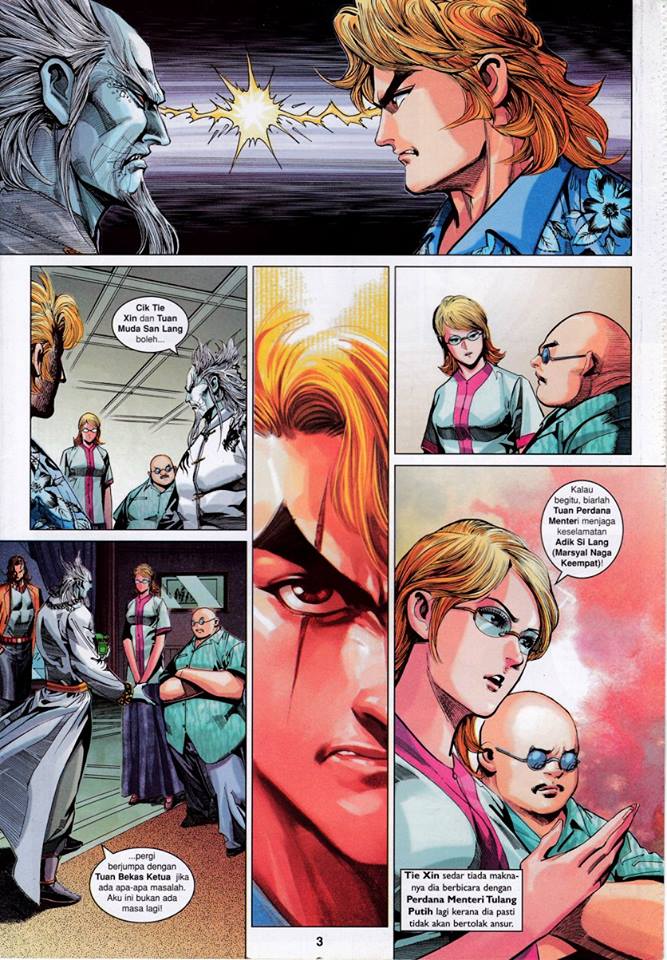 Cik Tie
Xin dan Tuan
Muda San Lang
boleh...
Kalau
begitu, biarlah
Tuan Perdana
Menteri menjaga
keselamatan
Adik Si Lang
(Marsyal Naga
Keempat)!
...pergi
berjumpa dengan
Tuan Bekas Ketua jika
ada apa-apa masalah.
Aku ini bukan ada
masa lagi!
Tie Xin sedar tiada makna-
nya dia berbicara dengan
Perdana Menteri Tulang
Putih lagi kerana dia pasti
tidak akan bertolak ansur.
3